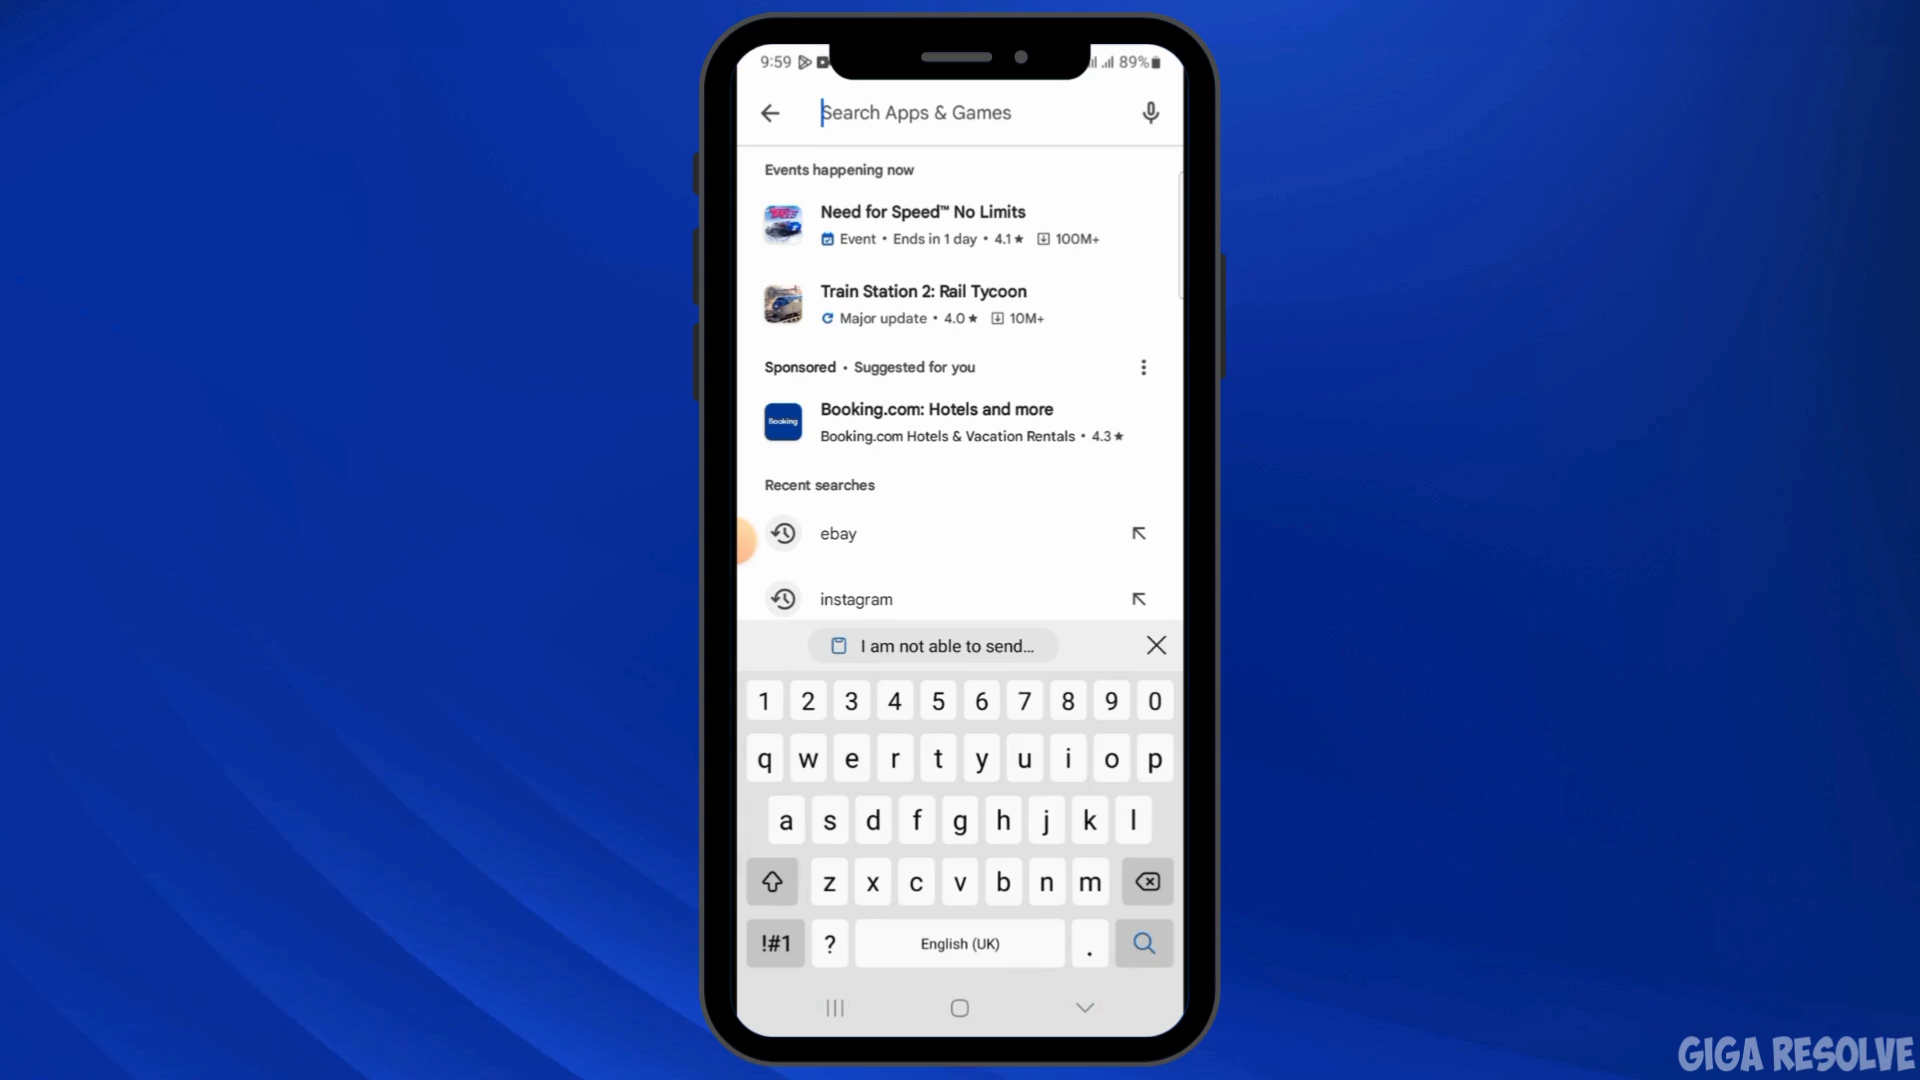 9:59 89%
Search Apps & Games
Events happening now
Need for Speed™ No Limits
Event • Ends in 1 day • 4.1★ 100M+
Train Station 2: Rail Tycoon
Major update • 4.0★ 10M+
Sponsored • Suggested for you
Booking
Booking.com: Hotels and more
Booking.com Hotels & Vacation Rentals • 4.3★
Recent searches
ebay
instagram
I am not able to send...
1 2 3 4 5 6 7 8 9 0
q w e r t y u i o p
a s d f g h j k l
z x c v b n m
!#1 ? English (UK) .
GIGA RESOLVE